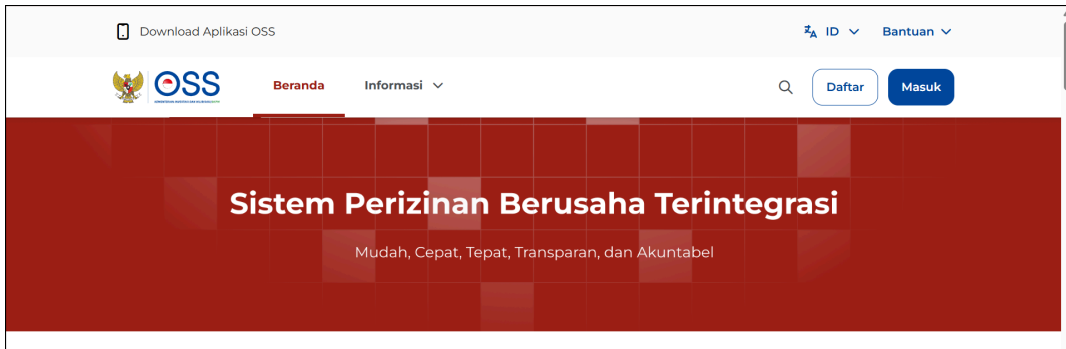 Download Aplikasi OSS
ID
Bantuan
OSS
Beranda
Informasi
Daftar
Masuk
Sistem Perizinan Berusaha Terintegrasi
Mudah, Cepat, Tepat, Transparan, dan Akuntabel